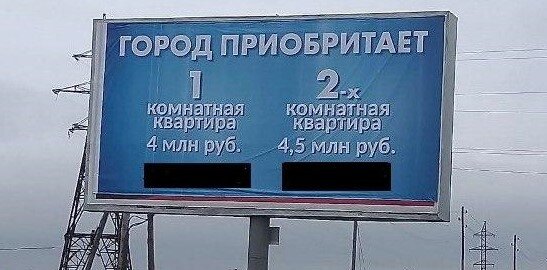 ГОРОД ПРИОБРИТАЕТ
1
комнатная
квартира
4 млн руб.
2-х
комнатная
квартира
4,5 млн руб.